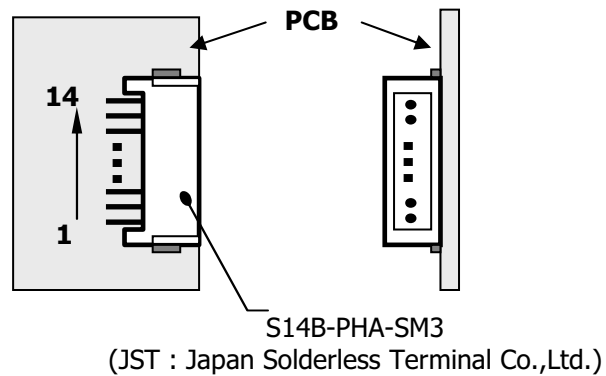 PCB
14
1
S14B-PHA-SM3
(JST : Japan Solderless Terminal Co.,Ltd.)